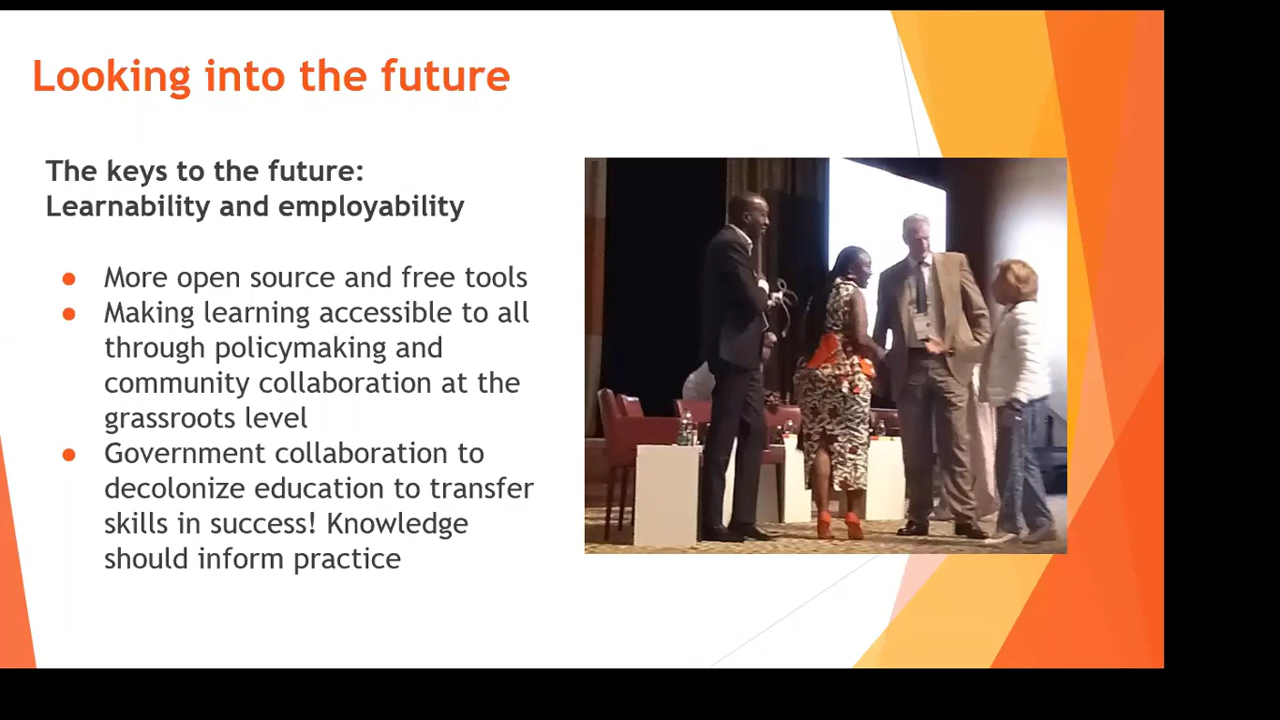 Looking into the future
The keys to the future:
Learnability and employability
● More open source and free tools
● Making learning accessible to all
through policymaking and
community collaboration at the
grassroots level
● Government collaboration to
decolonize education to transfer
skills in success! Knowledge
should inform practice